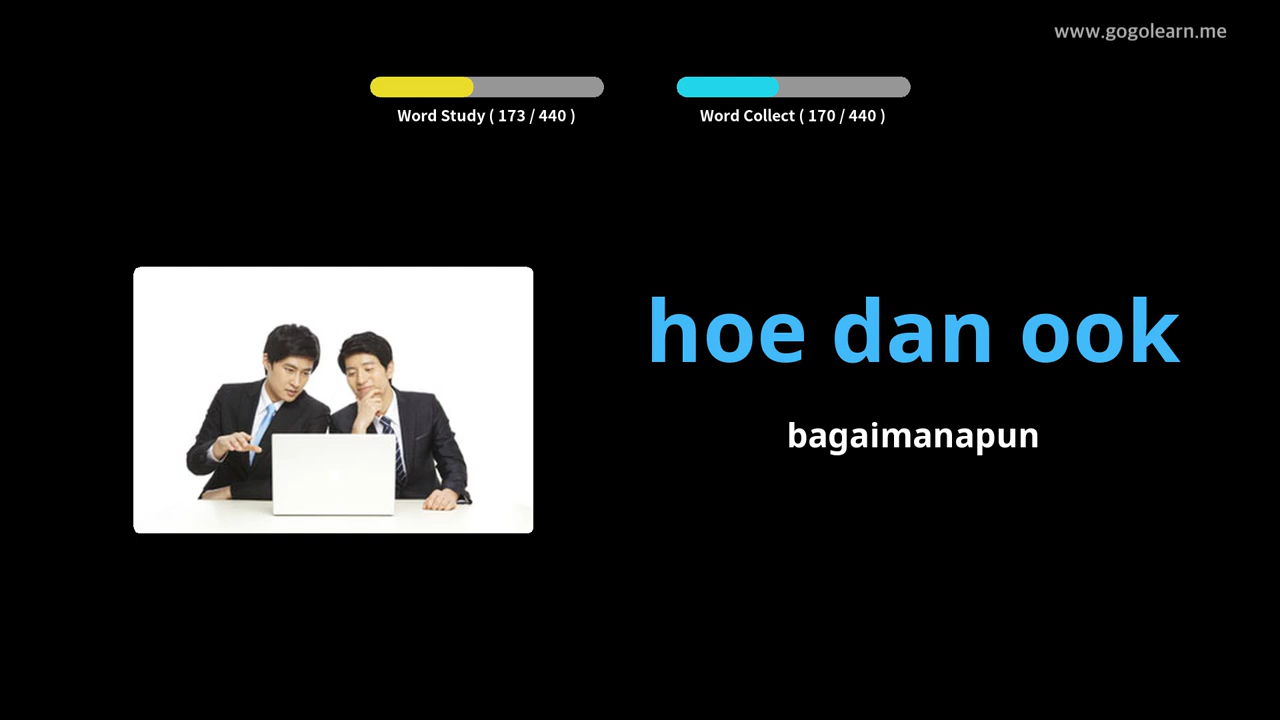 www.gogolearn.me
Word Study ( 173 / 440 )
Word Collect ( 170 / 440 )
hoe dan ook
bagaimanapun